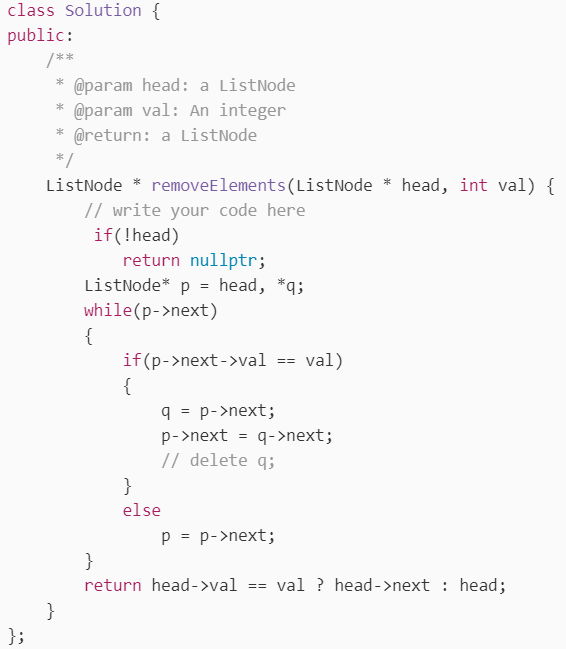 class Solution {
public:
    /**
     * @param head: a ListNode
     * @param val: An integer
     * @return: a ListNode
     */
    ListNode * removeElements(ListNode * head, int val) {
        // write your code here
         if(!head)
            return nullptr;
        ListNode* p = head, *q;
        while(p->next)
        {
            if(p->next->val == val)
            {
                q = p->next;
                p->next = q->next;
                // delete q;
            }
            else
                p = p->next;
        }
        return head->val == val ? head->next : head;
    }
};